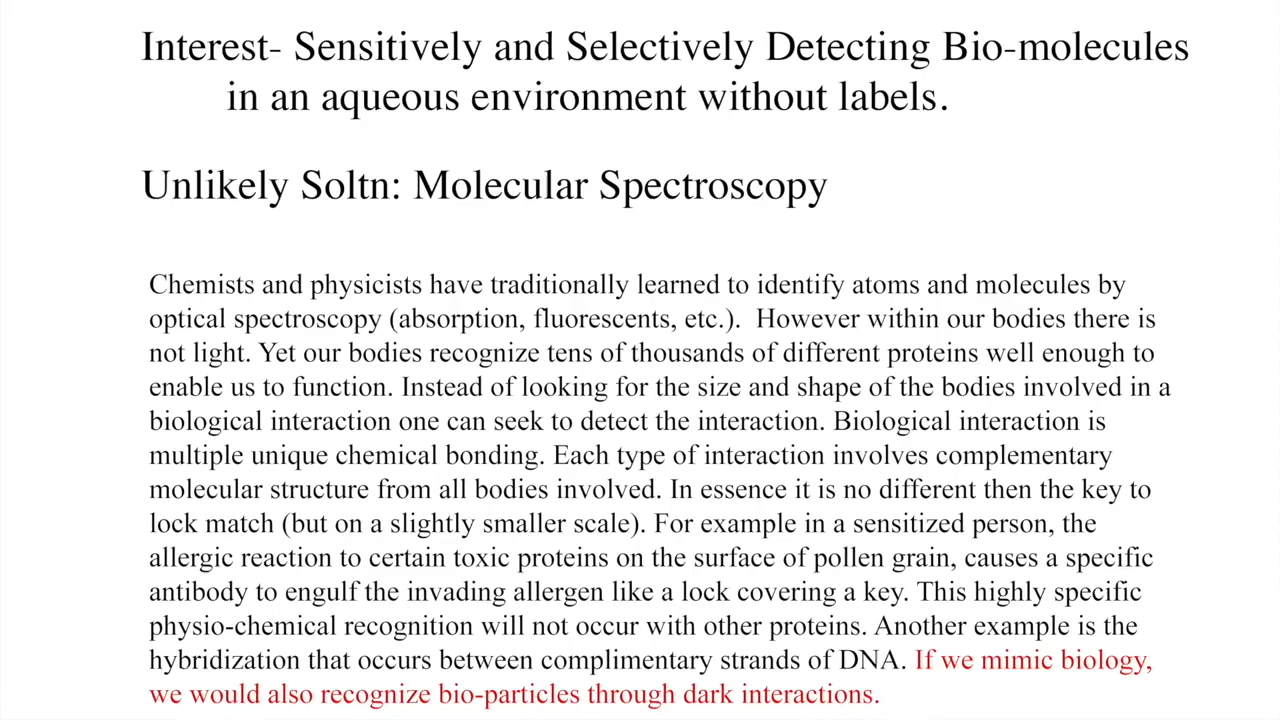 Interest- Sensitively and Selectively Detecting Bio-molecules
in an aqueous environment without labels.
Unlikely Soltn: Molecular Spectroscopy
Chemists and physicists have traditionally learned to identify atoms and molecules by
optical spectroscopy (absorption, fluorescents, etc.).  However within our bodies there is
not light. Yet our bodies recognize tens of thousands of different proteins well enough to
enable us to function. Instead of looking for the size and shape of the bodies involved in a
biological interaction one can seek to detect the interaction. Biological interaction is
multiple unique chemical bonding. Each type of interaction involves complementary
molecular structure from all bodies involved. In essence it is no different then the key to
lock match (but on a slightly smaller scale). For example in a sensitized person, the
allergic reaction to certain toxic proteins on the surface of pollen grain, causes a specific
antibody to engulf the invading allergen like a lock covering a key. This highly specific
physio-chemical recognition will not occur with other proteins. Another example is the
hybridization that occurs between complimentary strands of DNA. If we mimic biology,
we would also recognize bio-particles through dark interactions.